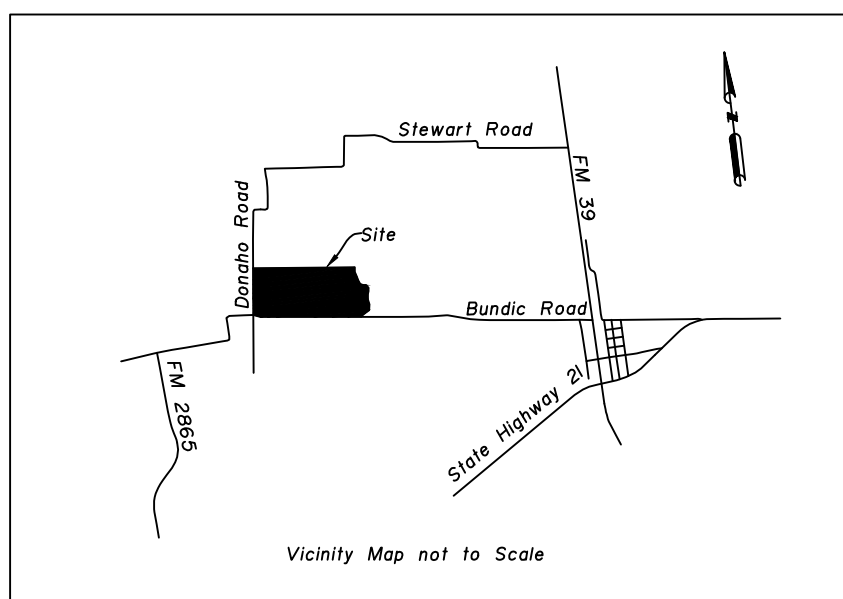 Stewart Road
FM 39
Donaho Road
Site
Bundic Road
FM 2865
State Highway 21
Vicinity Map not to Scale
N